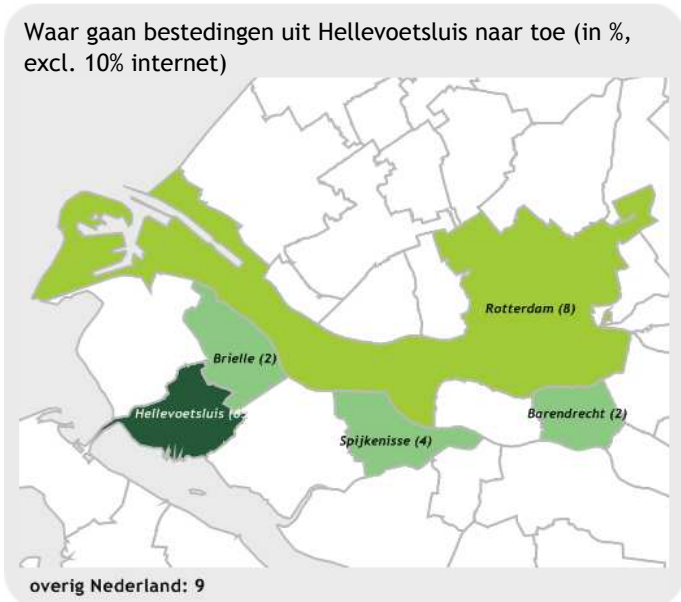 Waar gaan bestedingen uit Hellevoetsluis naar toe (in %,
excl. 10% internet)
Rotterdam (8)
Brielle (2)
Hellevoetsluis
Barendrecht (2)
Spijkenisse (4)
overig Nederland: 9